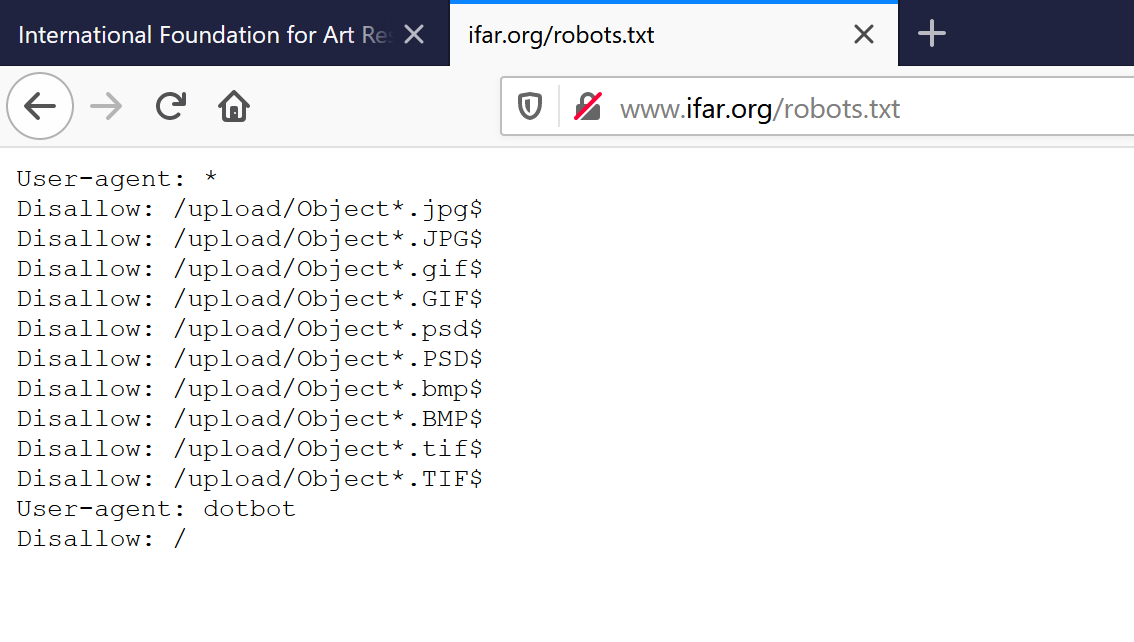 International Foundation for Art Res
ifar.org/robots.txt
www.ifar.org/robots.txt
User-agent: *
Disallow: /upload/Object*.jpg$
Disallow: /upload/Object*.JPG$
Disallow: /upload/Object*.gif$
Disallow: /upload/Object*.GIF$
Disallow: /upload/Object*.psd$
Disallow: /upload/Object*.PSD$
Disallow: /upload/Object*.bmp$
Disallow: /upload/Object*.BMP$
Disallow: /upload/Object*.tif$
Disallow: /upload/Object*.TIF$
User-agent: dotbot
Disallow: /